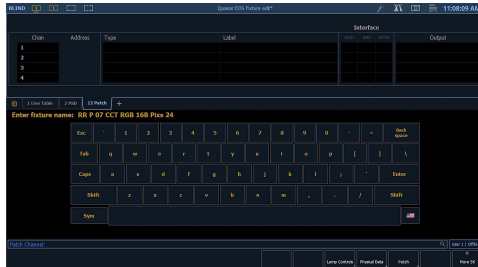 BLIND Quasar EOS Fixture edt* 11:08:09 AM
Interface
Chan Address Type Label Output
1
2
3
4
1 Live Table 2 PSD 12 Patch +
Enter fixture name: RR P 07 CCT RGB 16B Pixs 24
Esc ` 1 2 3 4 5 6 7 8 9 0 - = Back space
Tab q w e r t y u i o p [ ] \
Caps a s d f g h j k l ; ' Enter
Shift z x c v b n m , . / Shift
Sym
Patch Channel:
Lamp Controls Physical Data Patch More SK